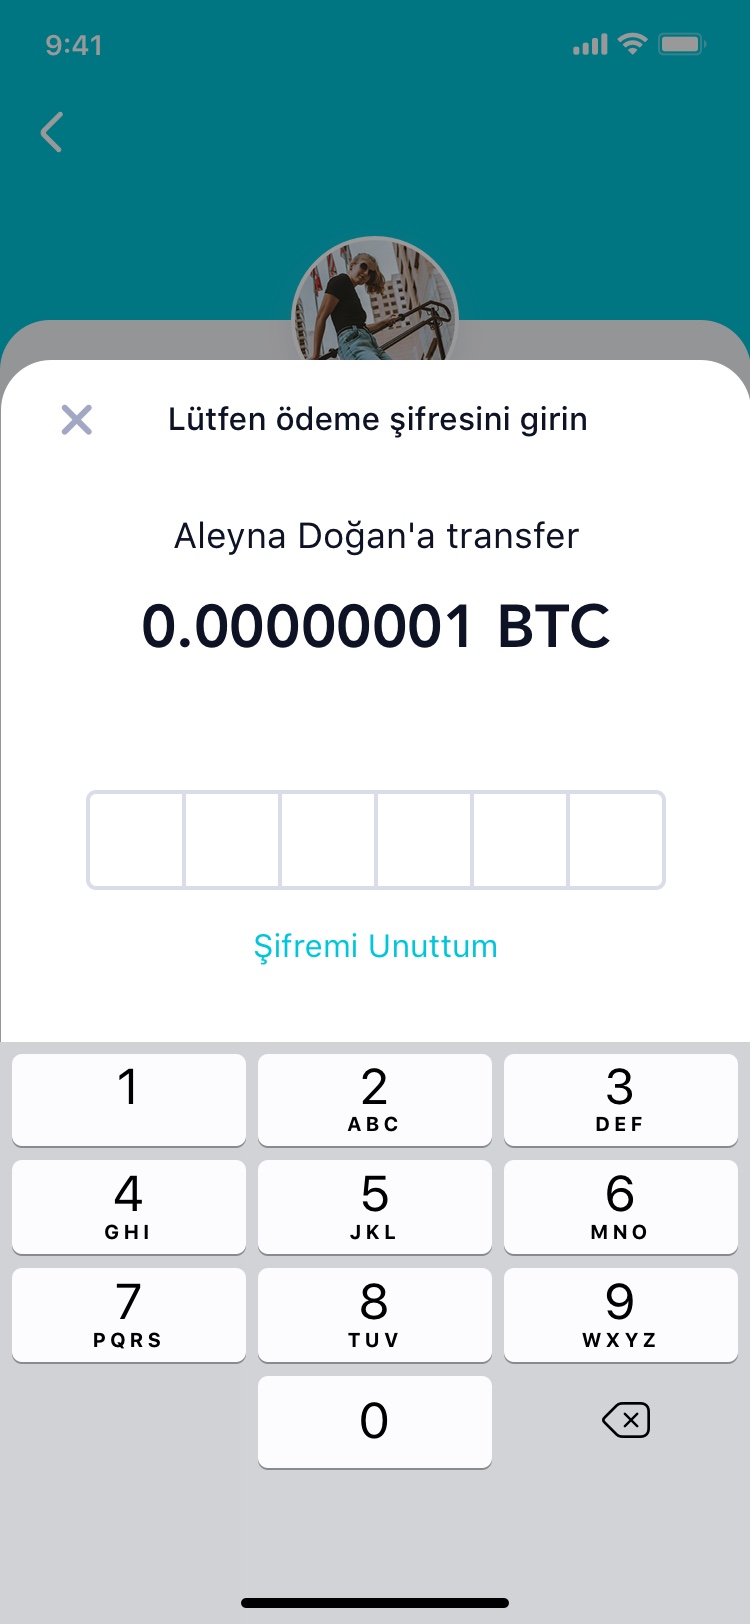 9:41
Lütfen ödeme şifresini girin
Aleyna Doğan'a transfer
0.00000001 BTC
Şifremi Unuttum
1 2 3
ABC DEF
4 5 6
GHI JKL MNO
7 8 9
PQRS TUV WXYZ
0